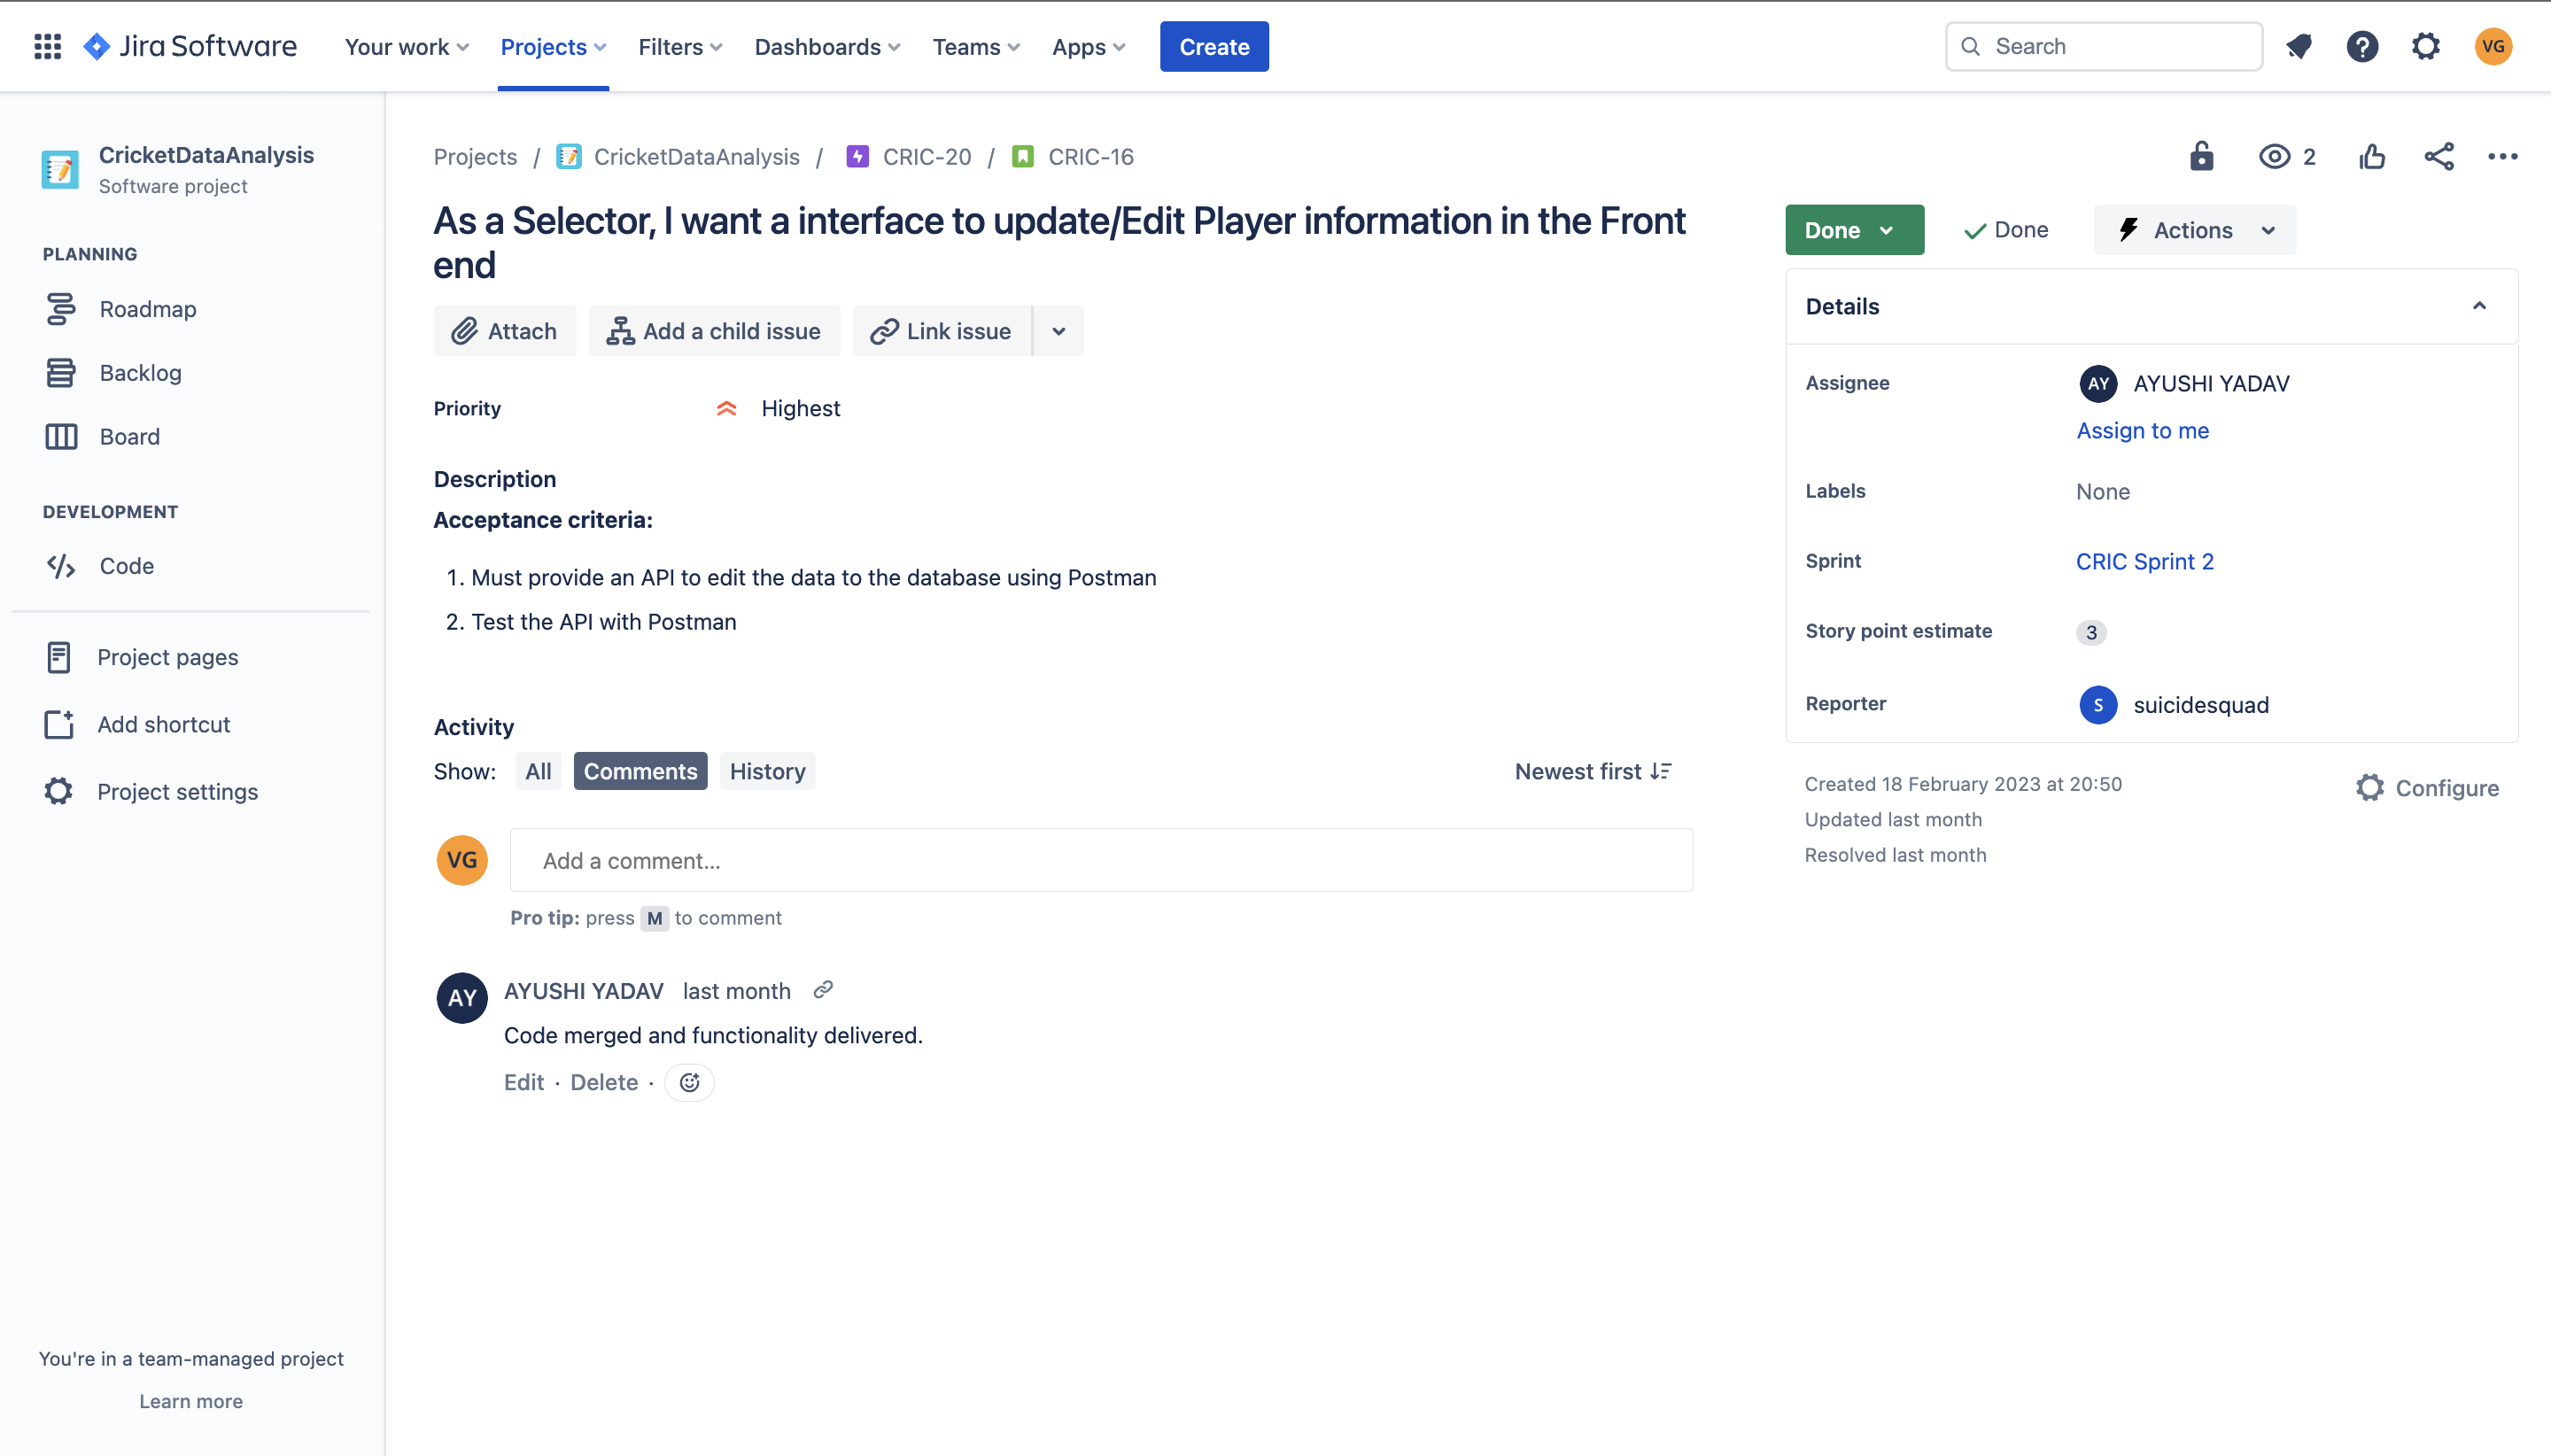 Jira Software
Your work
Projects
Filters
Dashboards
Teams
Apps
Create
Search
VG
CricketDataAnalysis
Software project
PLANNING
Roadmap
Backlog
Board
DEVELOPMENT
Code
Project pages
Add shortcut
Project settings
You're in a team-managed project
Learn more
Projects / CricketDataAnalysis / CRIC-20 / CRIC-16
2
As a Selector, I want a interface to update/Edit Player information in the Front
end
Attach
Add a child issue
Link issue
Priority
Highest
Description
Acceptance criteria:
1. Must provide an API to edit the data to the database using Postman
2. Test the API with Postman
Activity
Show: All Comments History
Newest first
VG
Add a comment...
Pro tip: press M to comment
AY
AYUSHI YADAV last month
Code merged and functionality delivered.
Edit · Delete ·
Done
Done
Actions
Details
Assignee
AY AYUSHI YADAV
Assign to me
Labels
None
Sprint
CRIC Sprint 2
Story point estimate
3
Reporter
S suicidesquad
Created 18 February 2023 at 20:50
Updated last month
Resolved last month
Configure